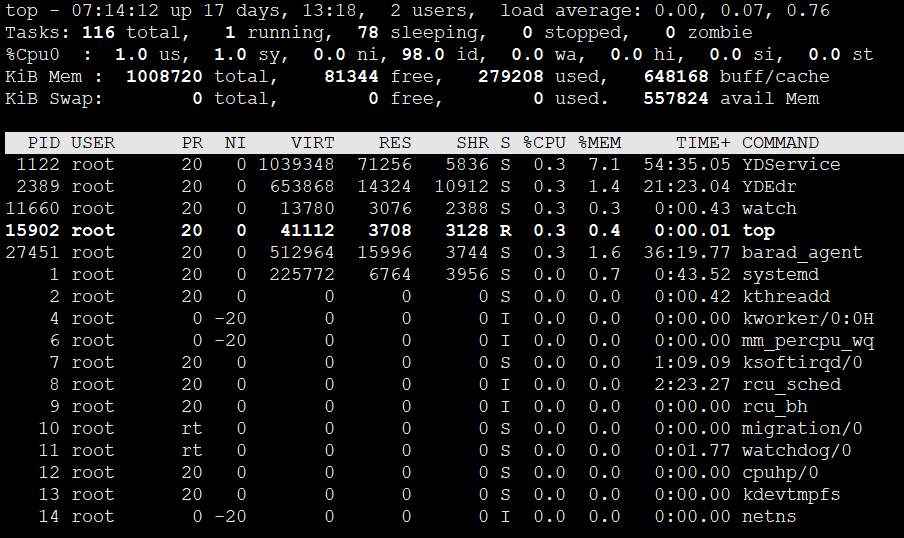 top - 07:14:12 up 17 days, 13:18,  2 users,  load average: 0.00, 0.07, 0.76
Tasks: 116 total,   1 running,  78 sleeping,   0 stopped,   0 zombie
%Cpu0  :  1.0 us,  1.0 sy,  0.0 ni, 98.0 id,  0.0 wa,  0.0 hi,  0.0 si,  0.0 st
KiB Mem :  1008720 total,    81344 free,   279208 used,   648168 buff/cache
KiB Swap:        0 total,        0 free,        0 used.   557824 avail Mem
  PID USER      PR  NI    VIRT    RES    SHR S %CPU %MEM     TIME+ COMMAND
 1122 root      20   0 1039348  71256   5836 S  0.3  7.1  54:35.05 YDService
 2389 root      20   0  653868  14324  10912 S  0.3  1.4  21:23.04 YDEdr
11660 root      20   0   13780   3076   2388 S  0.3  0.3   0:00.43 watch
15902 root      20   0   41112   3708   3128 R  0.3  0.4   0:00.01 top
27451 root      20   0  512964  15996   3744 S  0.3  1.6  36:19.77 barad_agent
    1 root      20   0  225772   6764   3956 S  0.0  0.7   0:43.52 systemd
    2 root      20   0       0      0      0 S  0.0  0.0   0:00.42 kthreadd
    4 root       0 -20       0      0      0 I  0.0  0.0   0:00.00 kworker/0:0H
    6 root       0 -20       0      0      0 I  0.0  0.0   0:00.00 mm_percpu_wq
    7 root      20   0       0      0      0 S  0.0  0.0   1:09.09 ksoftirqd/0
    8 root      20   0       0      0      0 I  0.0  0.0   2:23.27 rcu_sched
    9 root      20   0       0      0      0 I  0.0  0.0   0:00.00 rcu_bh
   10 root      rt   0       0      0      0 S  0.0  0.0   0:00.00 migration/0
   11 root      rt   0       0      0      0 S  0.0  0.0   0:01.77 watchdog/0
   12 root      20   0       0      0      0 S  0.0  0.0   0:00.00 cpuhp/0
   13 root      20   0       0      0      0 S  0.0  0.0   0:00.00 kdevtmpfs
   14 root       0 -20       0      0      0 I  0.0  0.0   0:00.00 netns